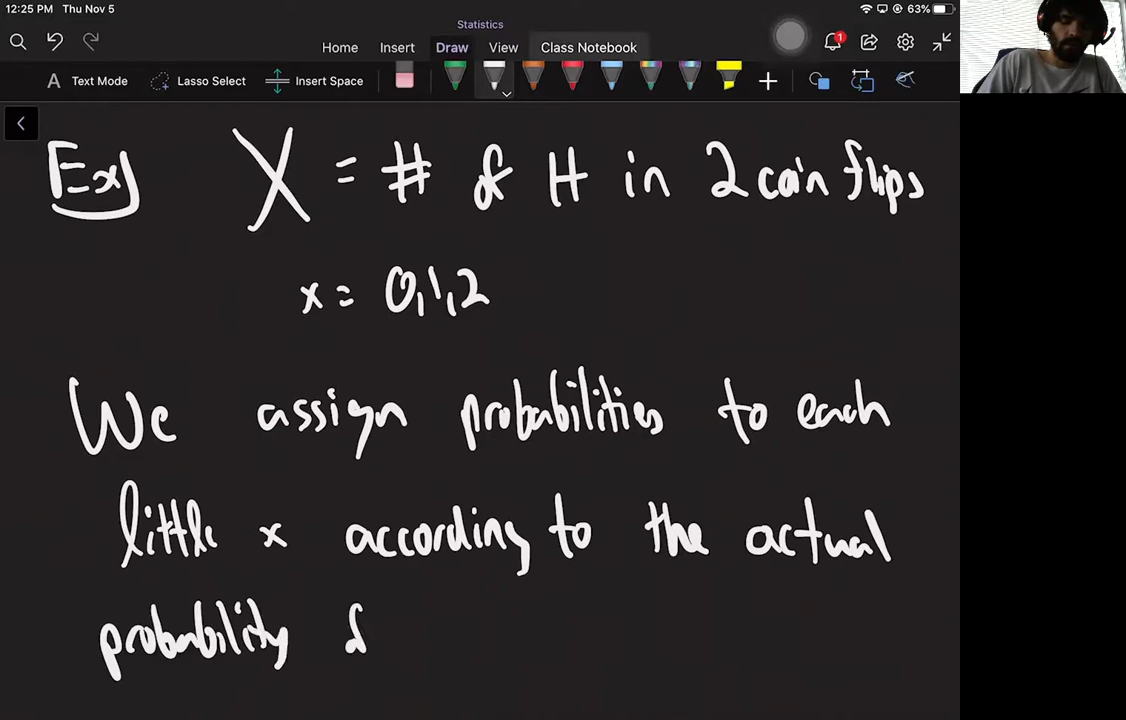 12:25 PM Thu Nov 5
63%
Statistics
Home Insert Draw View Class Notebook
1
A Text Mode Lasso Select Insert Space
Ex) X = # of H in 2 coin flips
x = 0,1,2
We assign probabilities to each
little x according to the actual
probability of